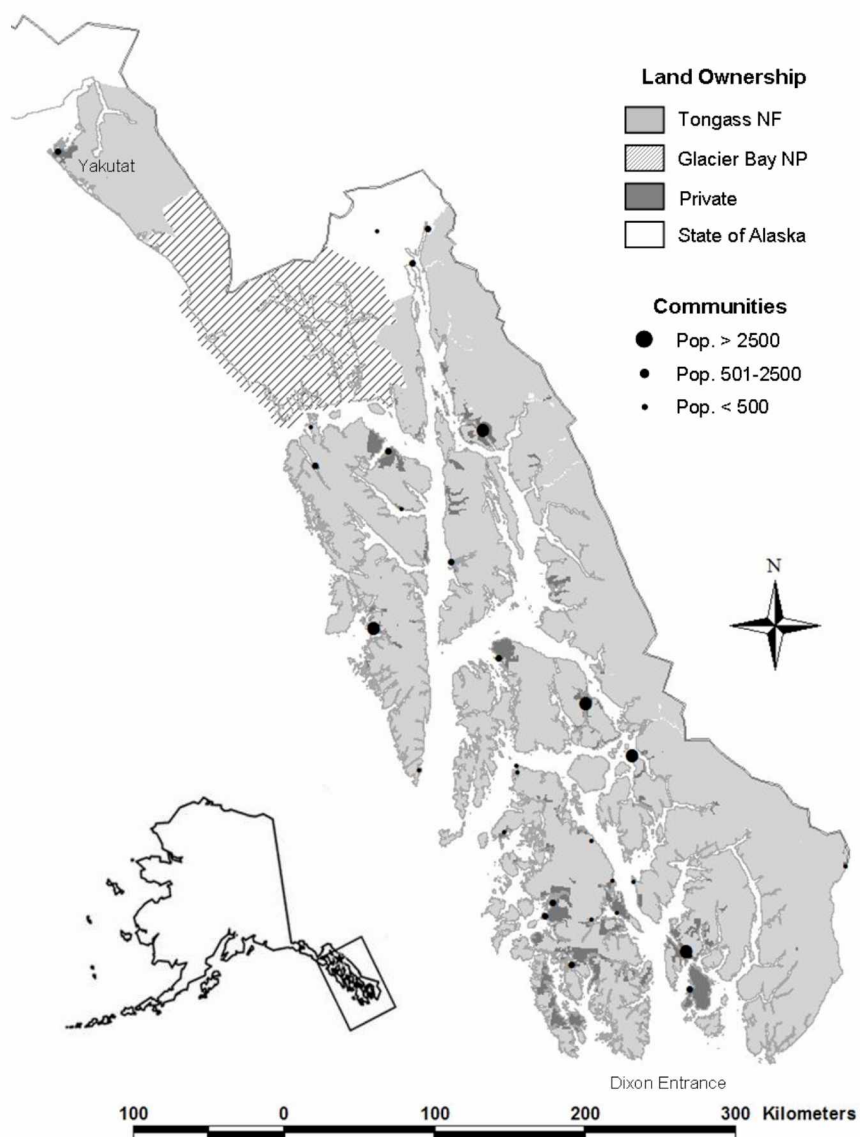 Land Ownership
Tongass NF
Glacier Bay NP
Private
State of Alaska
Communities
Pop. > 2500
Pop. 501-2500
Pop. < 500
Yakutat
N
Dixon Entrance
100 0 100 200 300 Kilometers